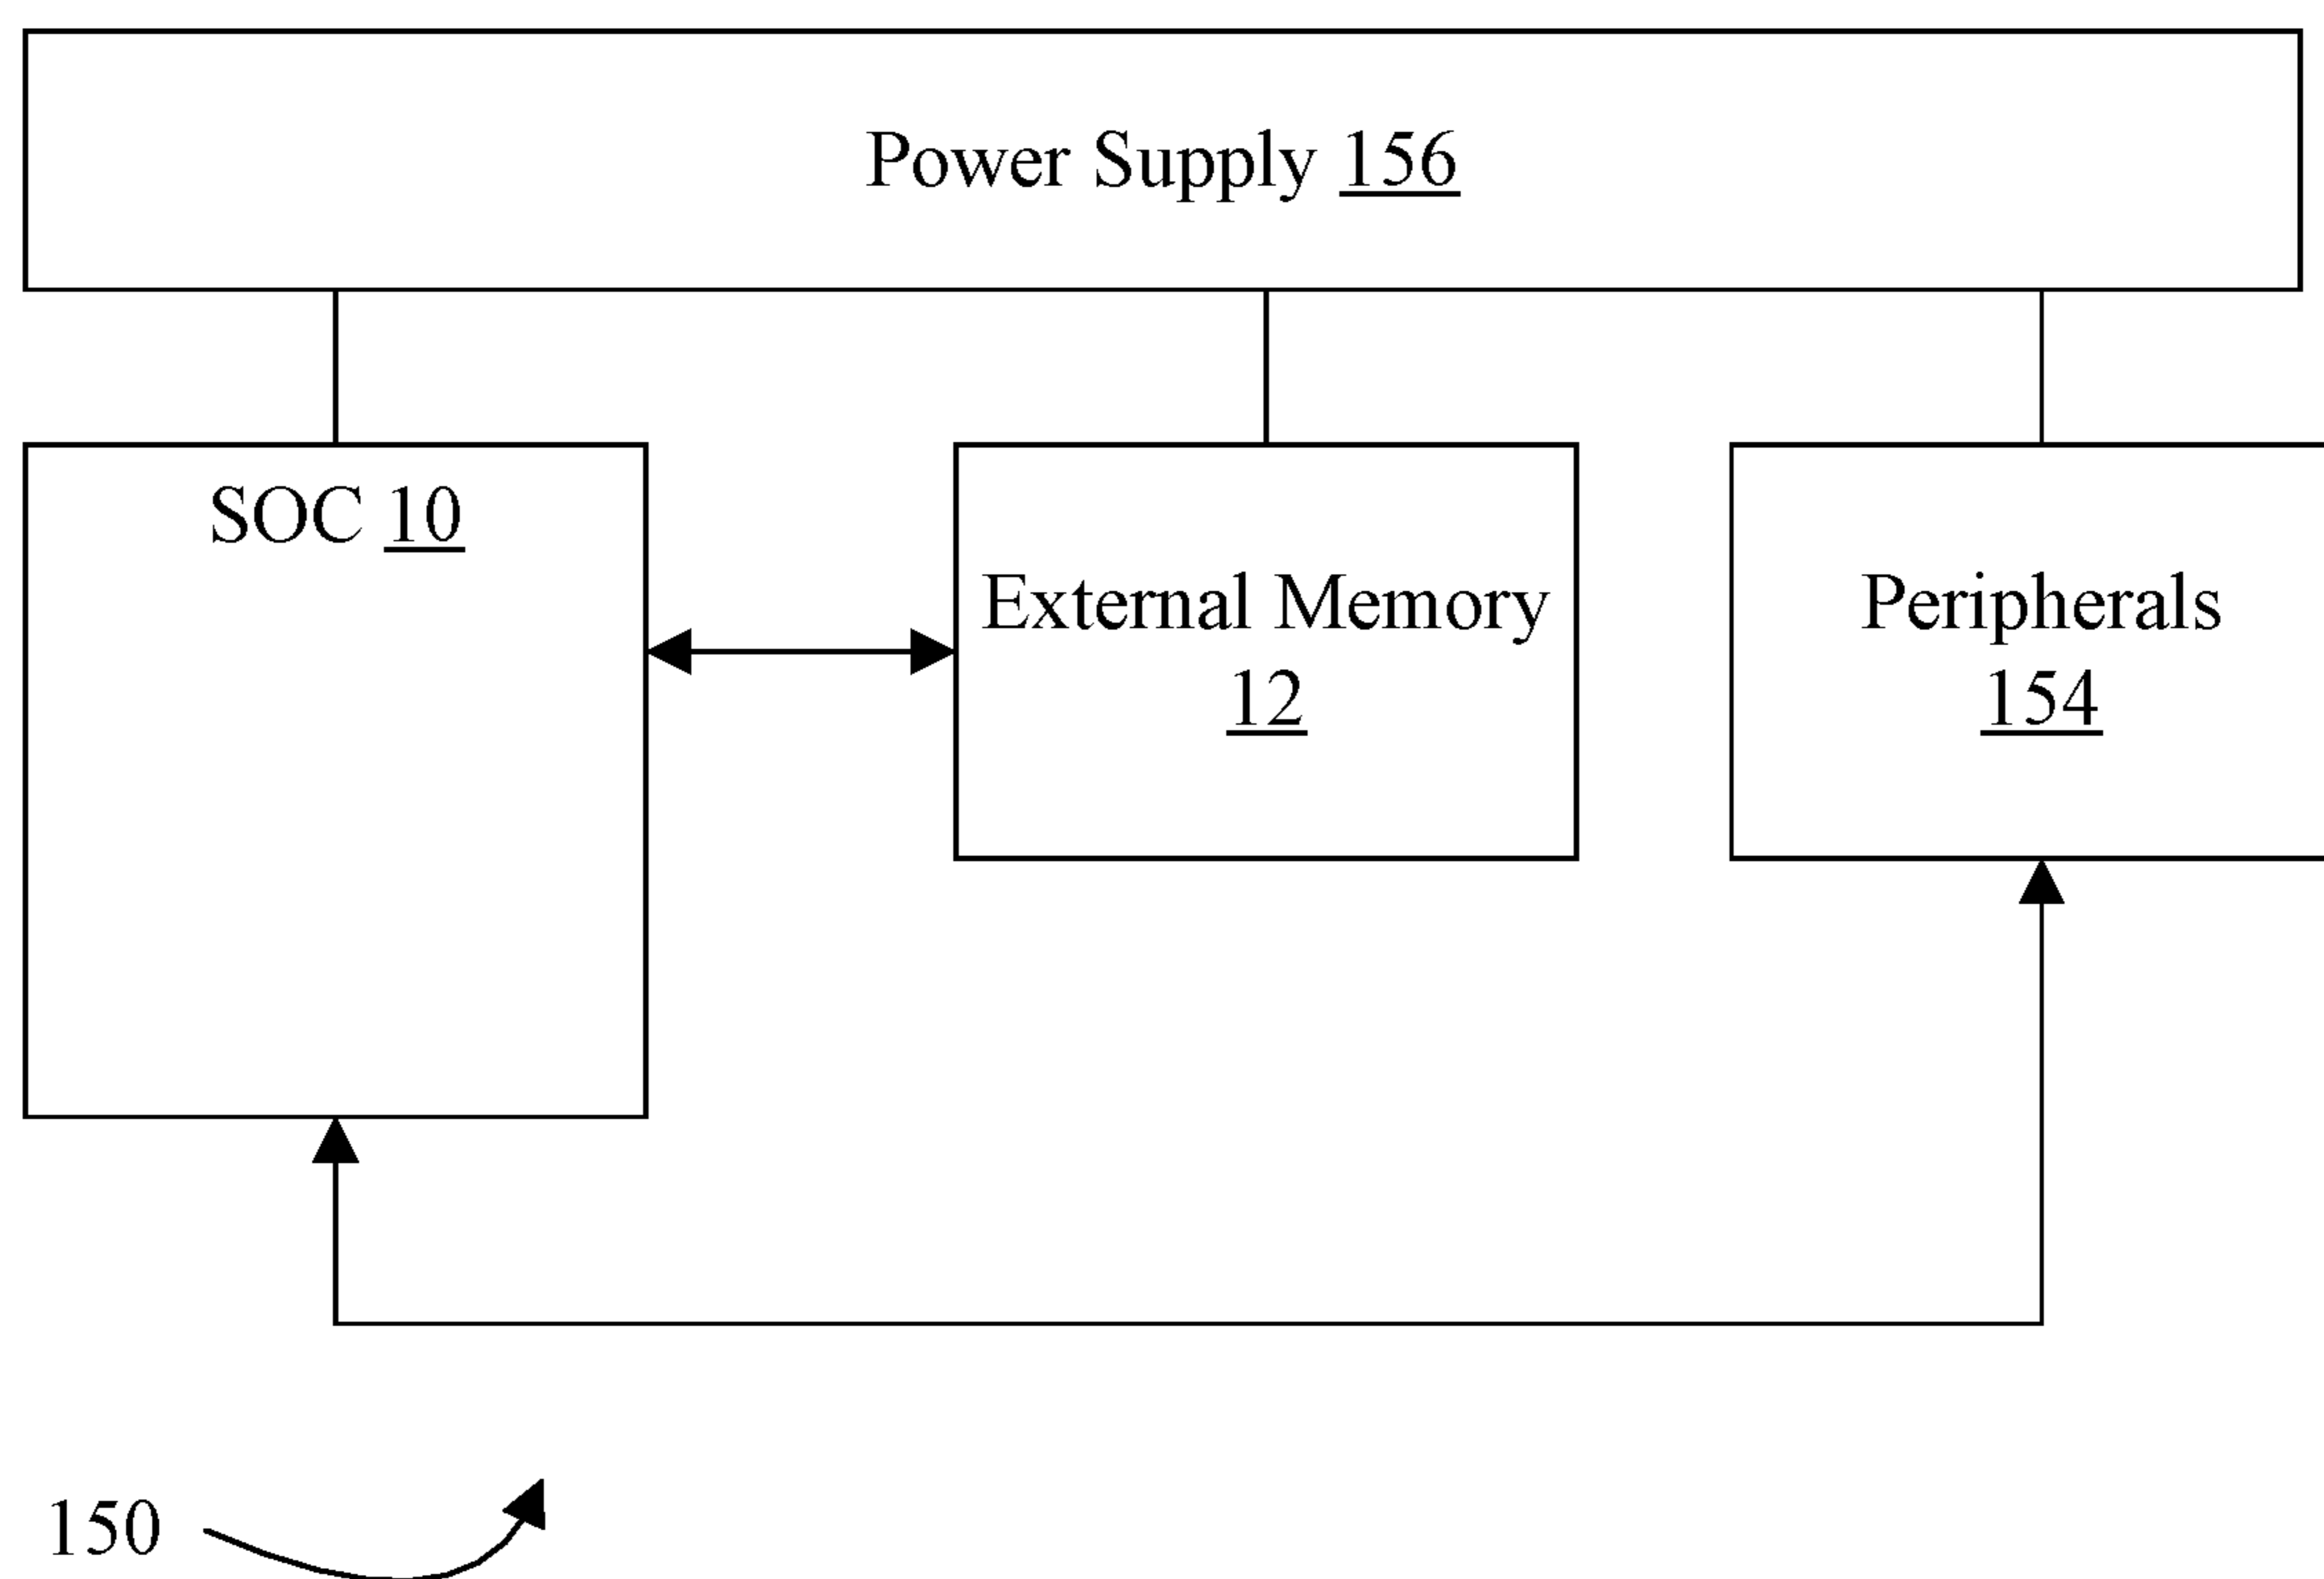 Power Supply 156
SOC 10
External Memory
12
Peripherals
154
150